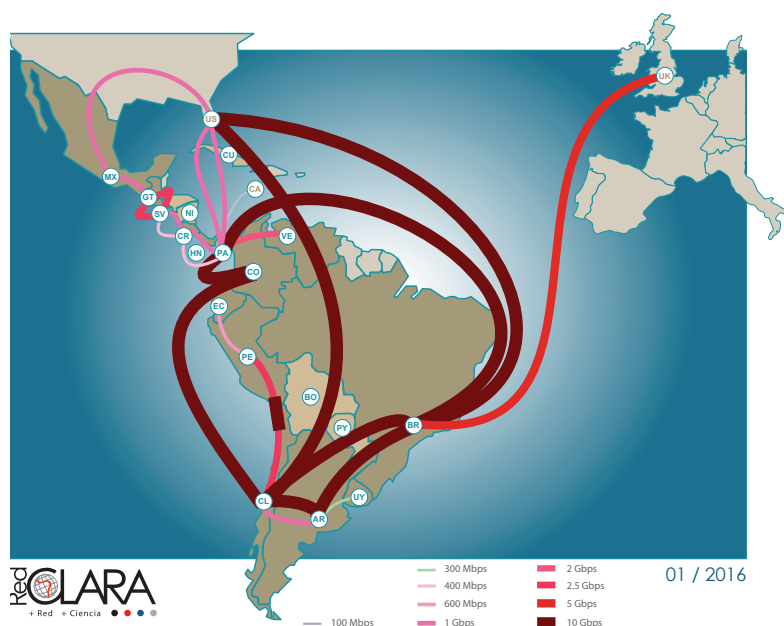 UK
US
CU
MX
CA
GT
SV
NI
CR
VE
HN
PA
CO
EC
PE
BO
BR
PY
UY
CL
AR
Red
CLARA
+ Red + Ciencia
100 Mbps
300 Mbps
400 Mbps
600 Mbps
1 Gbps
2 Gbps
2.5 Gbps
5 Gbps
10 Gbps
01 / 2016